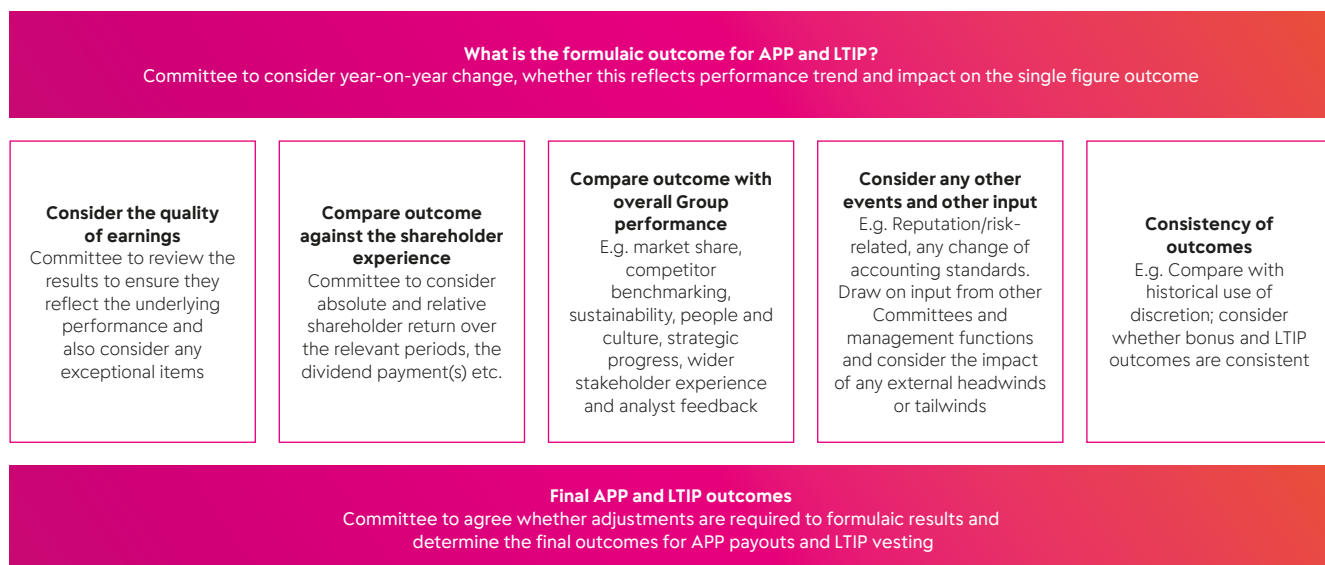 What is the formulaic outcome for APP and LTIP?
Committee to consider year-on-year change, whether this reflects performance trend and impact on the single figure outcome
Consider the quality
of earnings
Committee to review the
results to ensure they
reflect the underlying
performance and
also consider any
exceptional items
Compare outcome
against the shareholder
experience
Committee to consider
absolute and relative
shareholder return over
the relevant periods, the
dividend payment(s) etc.
Compare outcome with
overall Group
performance
E.g. market share,
competitor
benchmarking,
sustainability, people and
culture, strategic
progress, wider
stakeholder experience
and analyst feedback
Consider any other
events and other input
E.g. Reputation/risk-
related, any change of
accounting standards.
Draw on input from other
Committees and
management functions
and consider the impact
of any external headwinds
or tailwinds
Consistency of
outcomes
E.g. Compare with
historical use of
discretion; consider
whether bonus and LTIP
outcomes are consistent
Final APP and LTIP outcomes
Committee to agree whether adjustments are required to formulaic results and
determine the final outcomes for APP payouts and LTIP vesting